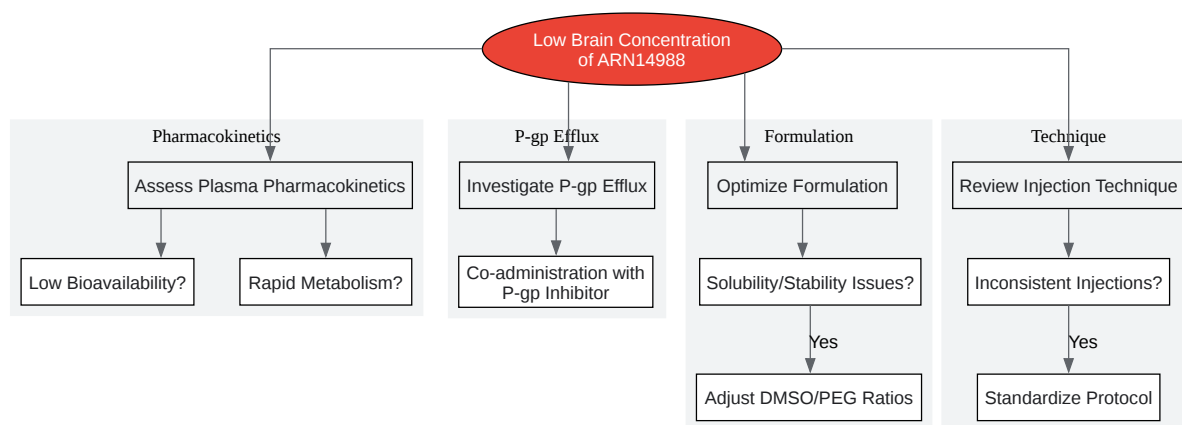 Low Brain Concentration
of ARN14988
Pharmacokinetics
P-gp Efflux
Formulation
Technique
Assess Plasma Pharmacokinetics
Investigate P-gp Efflux
Optimize Formulation
Review Injection Technique
Low Bioavailability?
Rapid Metabolism?
Co-administration with
P-gp Inhibitor
Solubility/Stability Issues?
Inconsistent Injections?
Yes
Yes
Adjust DMSO/PEG Ratios
Standardize Protocol